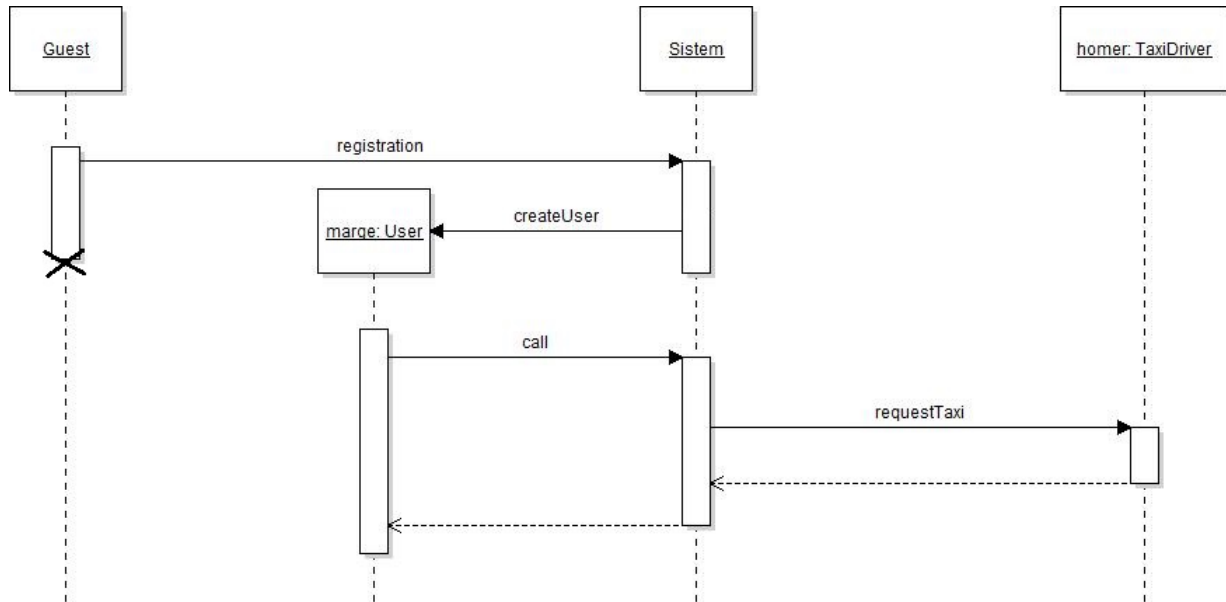 Guest
Sistem
homer: TaxiDriver
registration
createUser
marge: User
call
requestTaxi